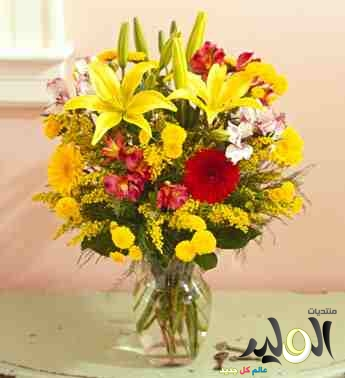 منتديات
الوليد
عالم كل جديد